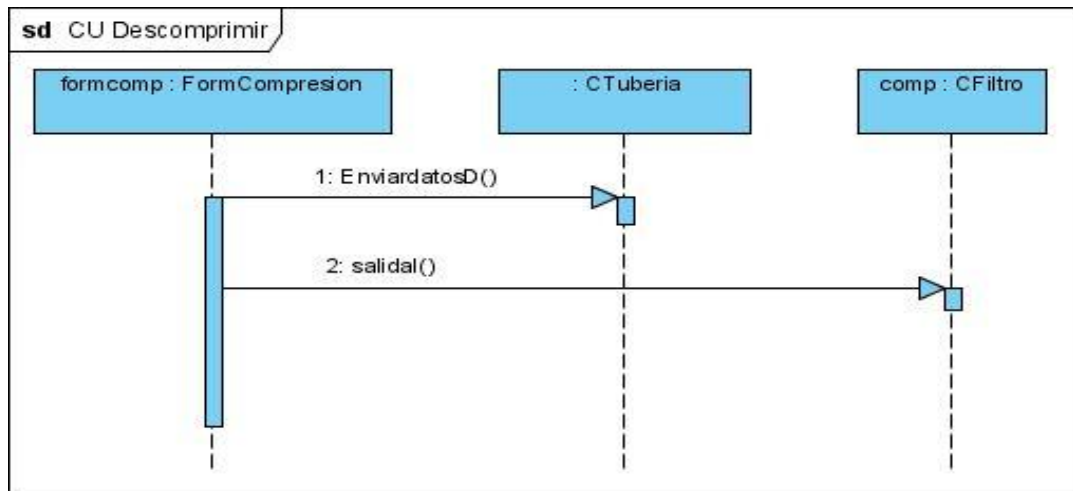 sd CU Descomprimir
formcomp : FormCompresion
: CTuberia
comp : CFiltro
1: EnviardatosD()
2: salidal()